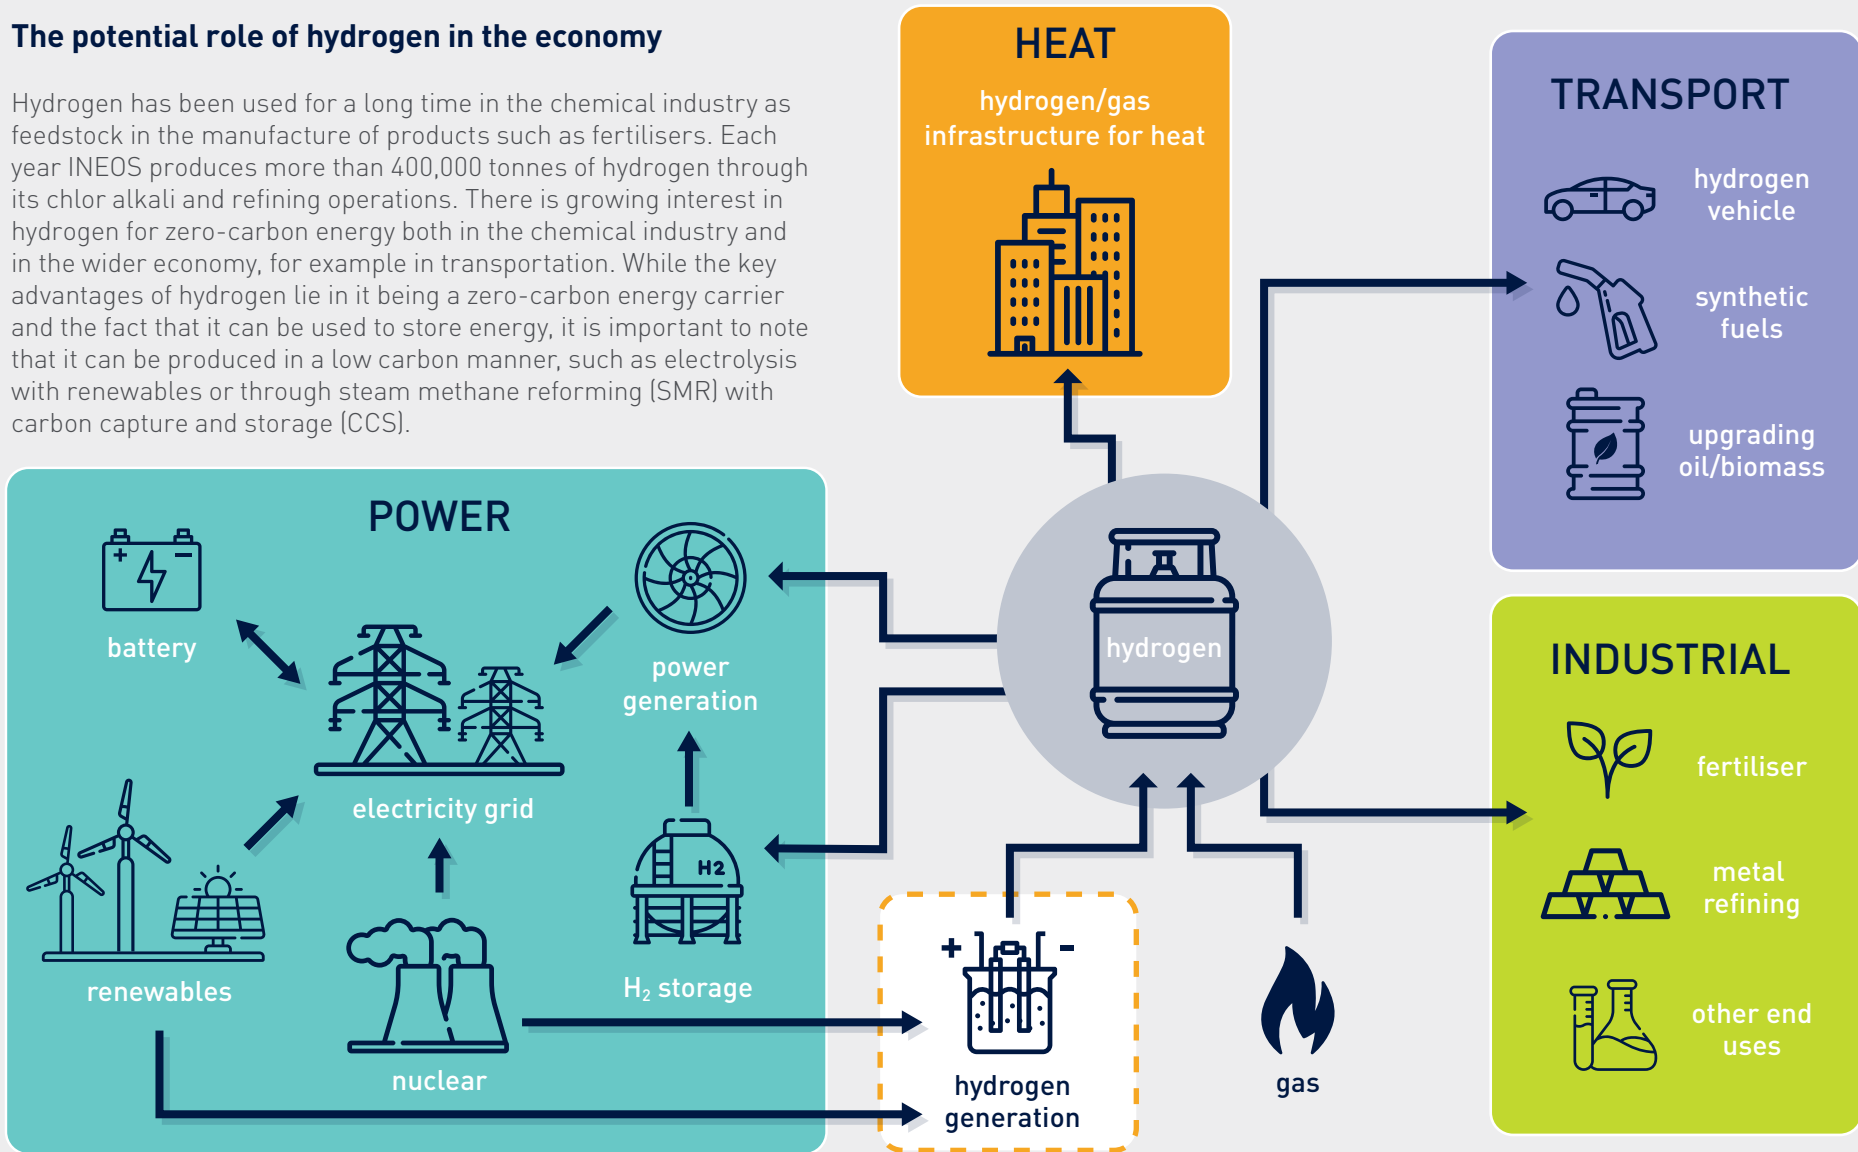 The potential role of hydrogen in the economy
Hydrogen has been used for a long time in the chemical industry as
feedstock in the manufacture of products such as fertilisers. Each
year INEOS produces more than 400,000 tonnes of hydrogen through
its chlor alkali and refining operations. There is growing interest in
hydrogen for zero-carbon energy both in the chemical industry and
in the wider economy, for example in transportation. While the key
advantages of hydrogen lie in it being a zero-carbon energy carrier
and the fact that it can be used to store energy, it is important to note
that it can be produced in a low carbon manner, such as electrolysis
with renewables or through steam methane reforming (SMR) with
carbon capture and storage (CCS).
HEAT
hydrogen/gas
infrastructure for heat
TRANSPORT
hydrogen
vehicle
synthetic
fuels
upgrading
oil/biomass
POWER
+ −
battery
power
generation
electricity grid
H2
renewables
H₂ storage
nuclear
hydrogen
+ −
hydrogen
generation
gas
INDUSTRIAL
fertiliser
metal
refining
other end
uses